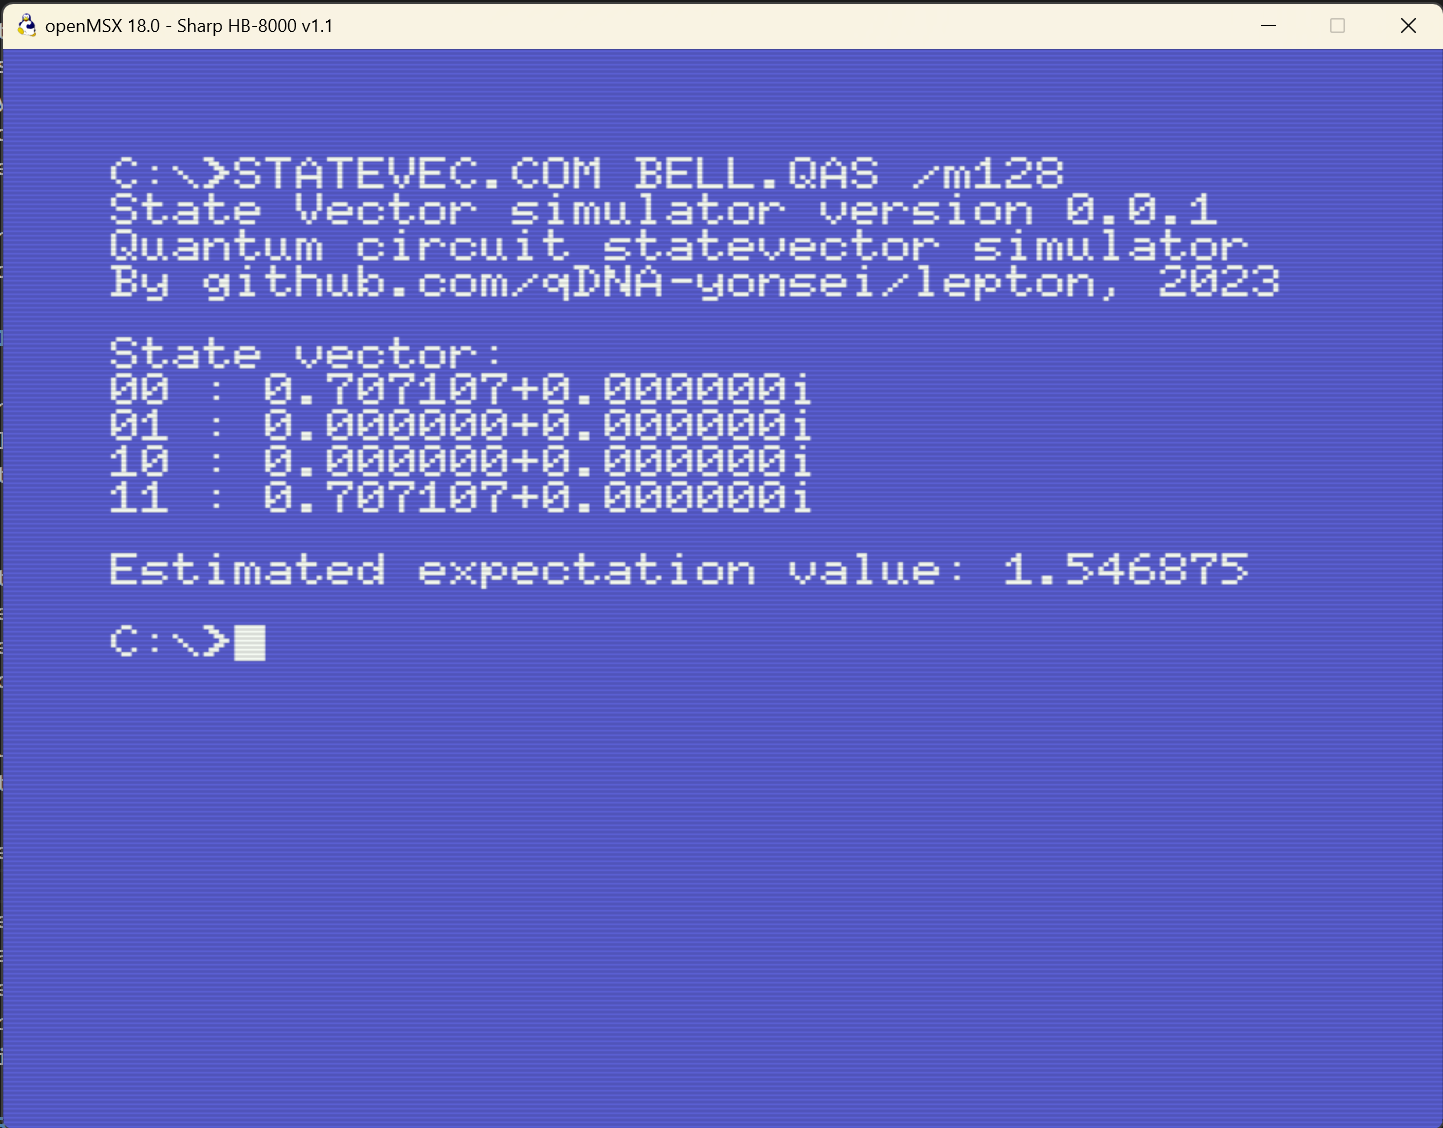 openMSX 18.0 - Sharp HB-8000 v1.1
C:\>STATEVEC.COM BELL.QAS /m128
State Vector simulator version 0.0.1
Quantum circuit statevector simulator
By github.com/qDNA-yonsei/lepton, 2023
State vector:
00 : 0.707107+0.000000i
01 : 0.000000+0.000000i
10 : 0.000000+0.000000i
11 : 0.707107+0.000000i
Estimated expectation value: 1.546875
C:\>